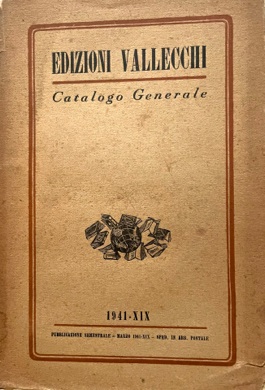 EDIZIONI VALLECCHI
Catalogo Generale
1941-XIX
PUBBLICAZIONE SEMESTRALE - MARZO 1941-XIX - SPED. IN ABB. POSTALE